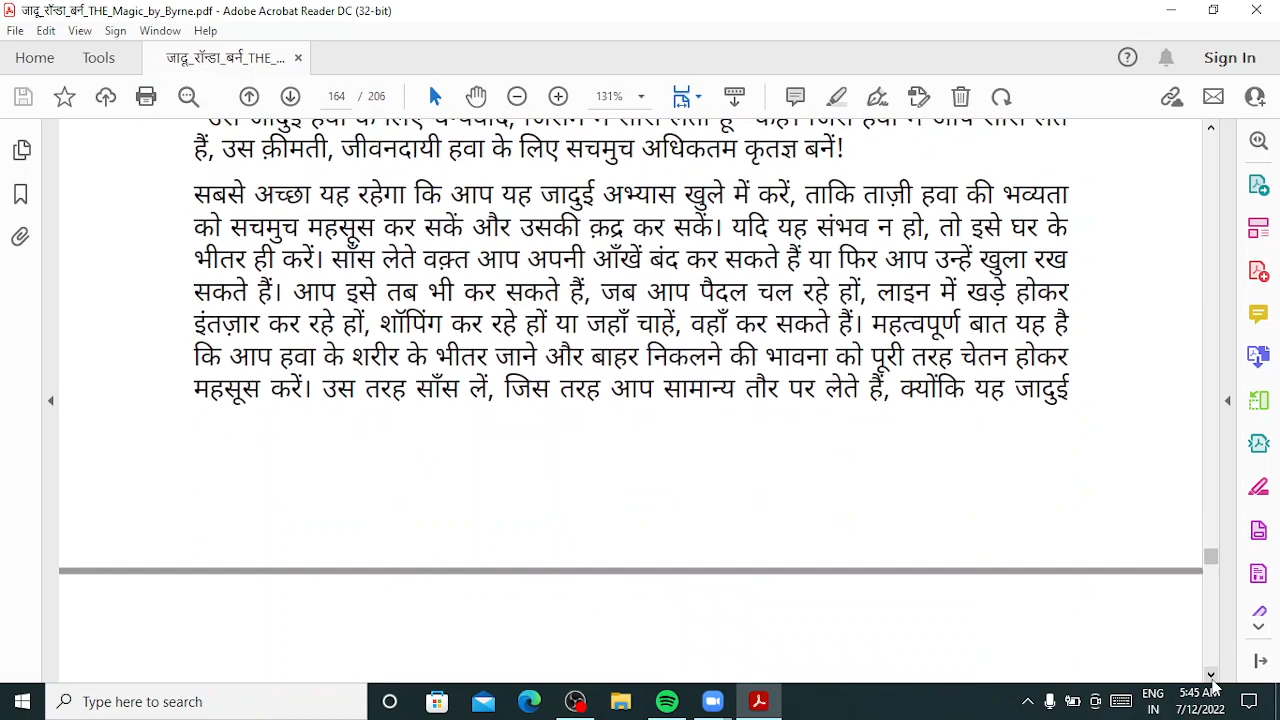 जादू_रॉन्डा_बर्न_THE_Magic_by_Byrne.pdf - Adobe Acrobat Reader DC (32-bit)
File Edit View Sign Window Help
Home Tools जादू_रॉन्डा_बर्न_THE_... Sign In
164 / 206 131%
हैं, उस क़ीमती, जीवनदायी हवा के लिए सचमुच अधिकतम कृतज्ञ बनें!
सबसे अच्छा यह रहेगा कि आप यह जादुई अभ्यास खुले में करें, ताकि ताज़ी हवा की भव्यता
को सचमुच महसूस कर सकें और उसकी क़द्र कर सकें। यदि यह संभव न हो, तो इसे घर के
भीतर ही करें। साँस लेते वक़्त आप अपनी आँखें बंद कर सकते हैं या फिर आप उन्हें खुला रख
सकते हैं। आप इसे तब भी कर सकते हैं, जब आप पैदल चल रहे हों, लाइन में खड़े होकर
इंतज़ार कर रहे हों, शॉपिंग कर रहे हों या जहाँ चाहें, वहाँ कर सकते हैं। महत्वपूर्ण बात यह है
कि आप हवा के शरीर के भीतर जाने और बाहर निकलने की भावना को पूरी तरह चेतन होकर
महसूस करें। उस तरह साँस लें, जिस तरह आप सामान्य तौर पर लेते हैं, क्योंकि यह जादुई
Type here to search
ENG 5:45
IN 7/12/2022